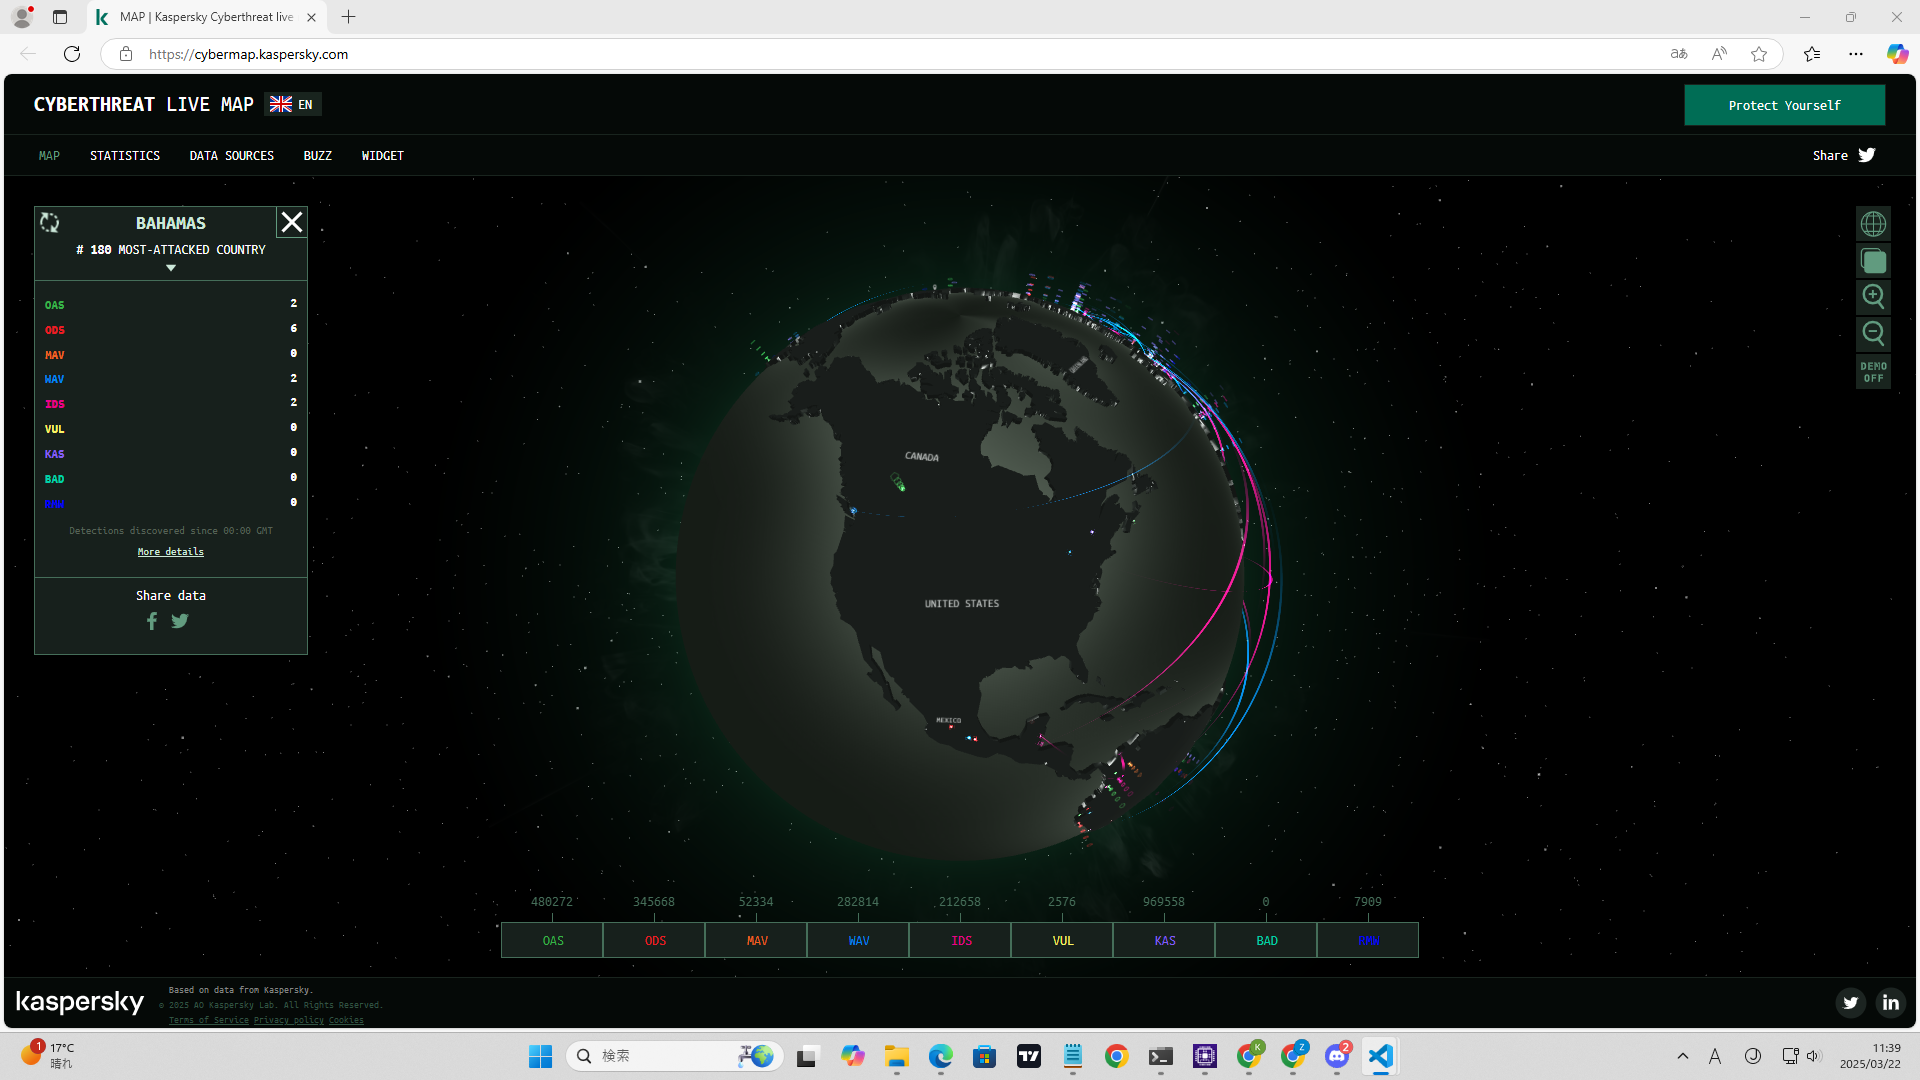 MAP | Kaspersky Cyberthreat live
https://cybermap.kaspersky.com
CYBERTHREAT LIVE MAP EN
Protect Yourself
MAP STATISTICS DATA SOURCES BUZZ WIDGET
Share
BAHAMAS
# 180 MOST-ATTACKED COUNTRY
OAS 2
ODS 6
MAV 0
WAV 2
IDS 2
VUL 0
KAS 0
BAD 0
RMW 0
Detections discovered since 00:00 GMT
More details
Share data
DEMO
OFF
CANADA
UNITED STATES
MEXICO
480272 345668 52334 282814 212658 2576 969558 0 7909
OAS ODS MAV WAV IDS VUL KAS BAD RMW
kaspersky
Based on data from Kaspersky.
© 2025 AO Kaspersky Lab. All Rights Reserved.
Terms of Service Privacy policy Cookies
1
17°C
晴れ
検索
K
Z
2
A
11:39
2025/03/22